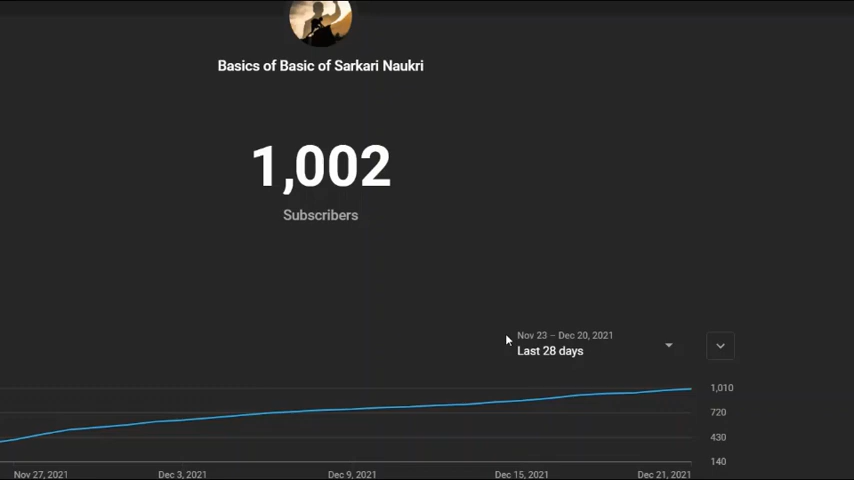 Basics of Basic of Sarkari Naukri
1,002
Subscribers
Nov 23 – Dec 20, 2021
Last 28 days
1,010
720
430
140
Nov 27, 2021
Dec 3, 2021
Dec 9, 2021
Dec 15, 2021
Dec 21, 2021